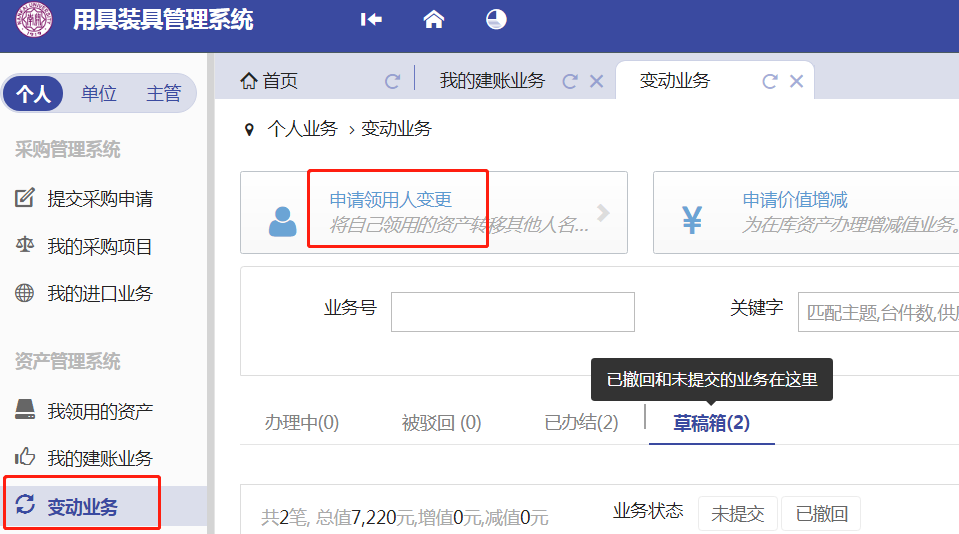 用具装具管理系统
首页
我的建账业务
变动业务
个人 单位 主管
个人业务 > 变动业务
采购管理系统
提交采购申请
我的采购项目
我的进口业务
资产管理系统
我领用的资产
我的建账业务
变动业务
申请领用人变更
将自己领用的资产转移其他人名...
¥
申请价值增减
为在库资产办理增减值业务。
业务号
关键字
匹配主题,台件数,供
已撤回和未提交的业务在这里
办理中(0)
被驳回 (0)
已办结(2)
草稿箱(2)
共2笔, 总值7,220元,增值0元,减值0元
业务状态
未提交
已撤回